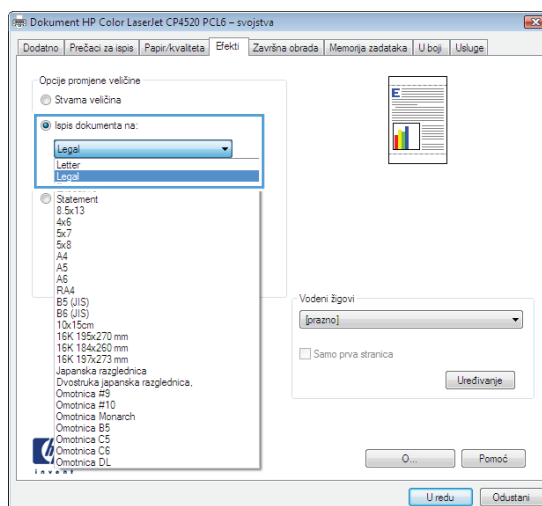 Dokument HP Color LaserJet CP4520 PCL6 – svojstva
Dodatno Prečaci za ispis Papir/kvaliteta Efekti Završna obrada Memorija zadataka U boji Usluge
Opcije promjene veličine
Stvarna veličina
Ispis dokumenta na:
Legal
Letter
Legal
Statement
8.5x13
4x6
5x7
5x8
A4
A5
A6
RA4
B5 (JIS)
B6 (JIS)
10x15cm
16K 195x270 mm
16K 184x260 mm
16K 197x273 mm
Japanska razglednica
Dvostruka japanska razglednica,
Omotnica #9
Omotnica #10
Omotnica Monarch
Omotnica B5
Omotnica C5
Omotnica C6
Omotnica DL
E
Vodeni žigovi
[prazno]
Samo prva stranica
Uređivanje
invent
O... Pomoć
U redu Odustani